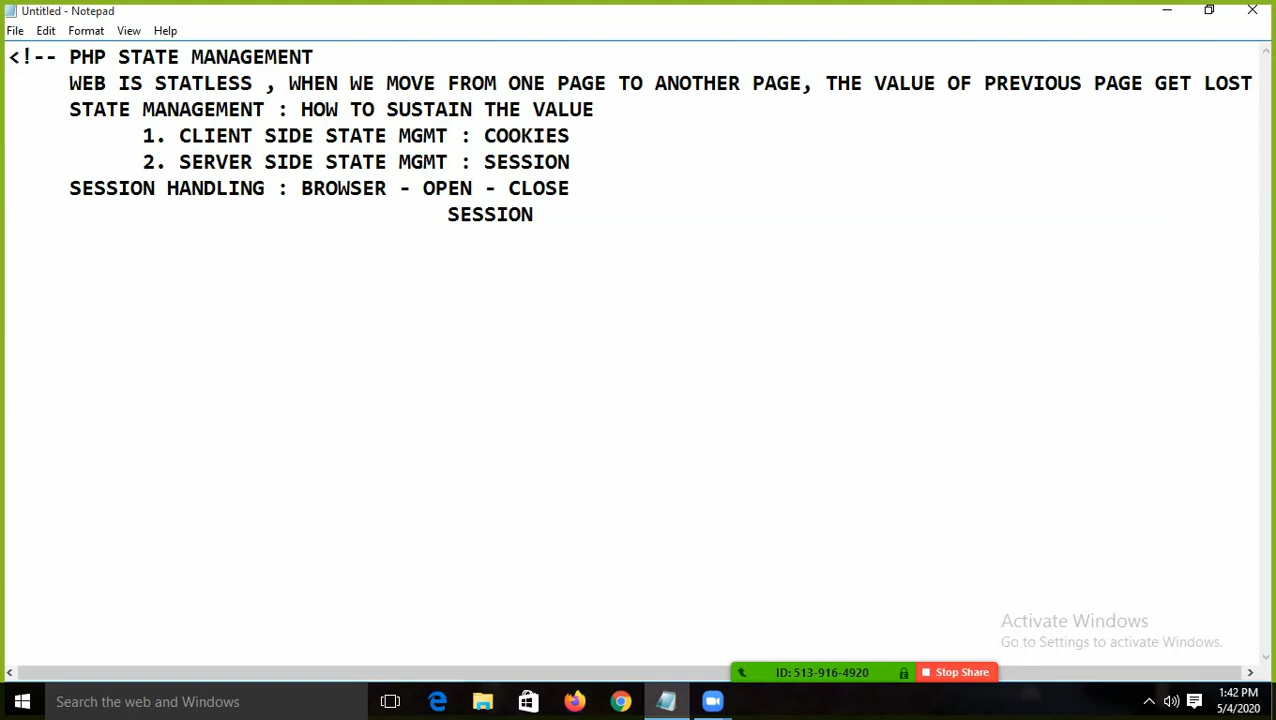 Untitled - Notepad
File Edit Format View Help
<!-- PHP STATE MANAGEMENT
WEB IS STATLESS , WHEN WE MOVE FROM ONE PAGE TO ANOTHER PAGE, THE VALUE OF PREVIOUS PAGE GET LOST
STATE MANAGEMENT : HOW TO SUSTAIN THE VALUE
1. CLIENT SIDE STATE MGMT : COOKIES
2. SERVER SIDE STATE MGMT : SESSION
SESSION HANDLING : BROWSER - OPEN - CLOSE
SESSION
Activate Windows
Go to Settings to activate Windows.
ID: 513-916-4920 Stop Share
Search the web and Windows
1:42 PM
5/4/2020